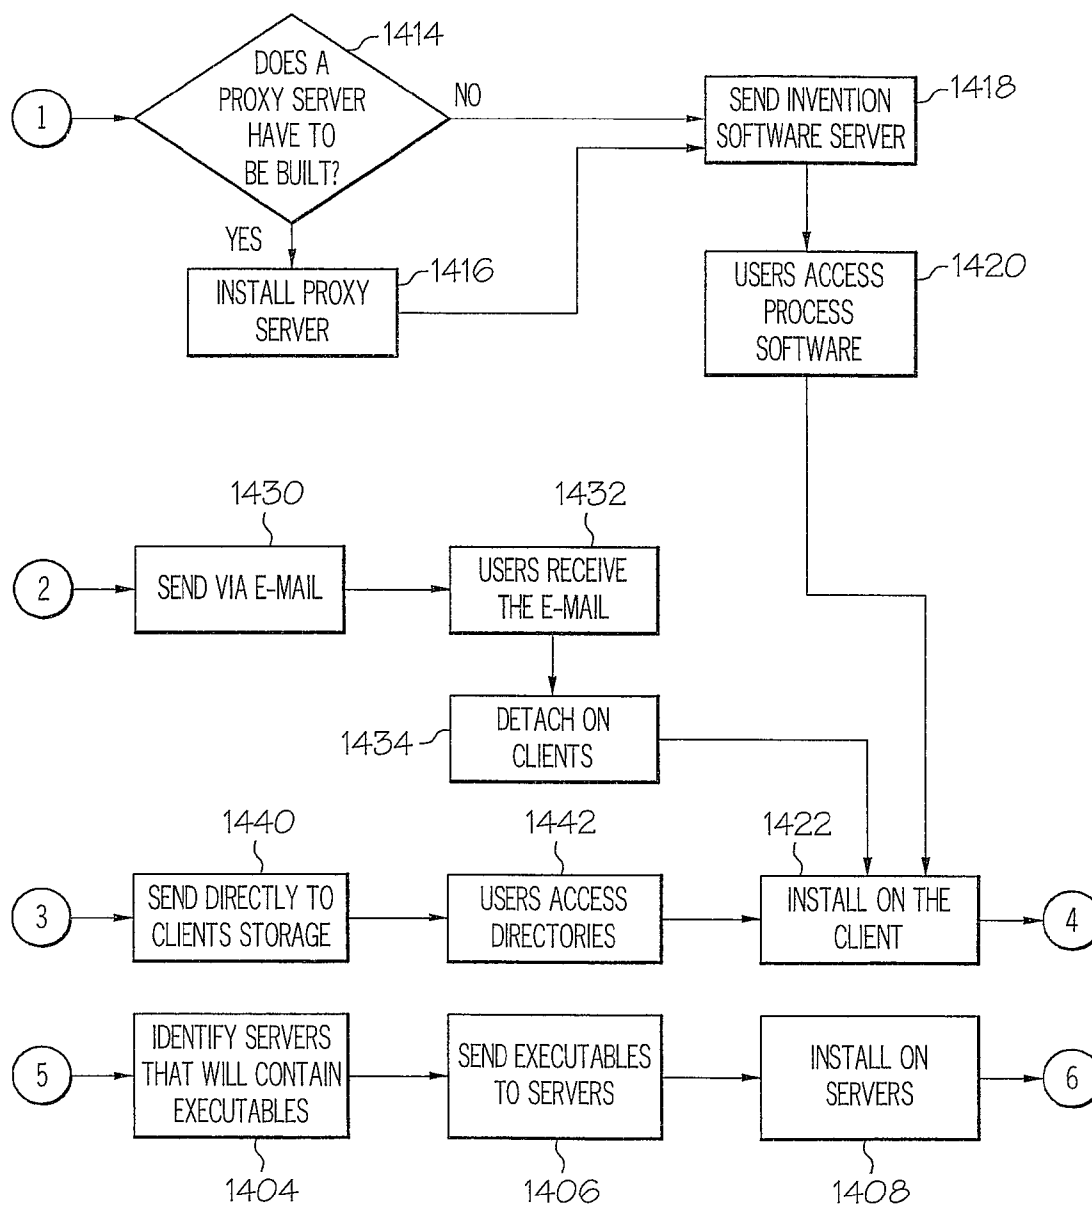 1414
DOES A
PROXY SERVER
HAVE TO
BE BUILT?
1
NO
SEND INVENTION
SOFTWARE SERVER
1418
YES
INSTALL PROXY
SERVER
1416
USERS ACCESS
PROCESS
SOFTWARE
1420
1430
1432
2
SEND VIA E-MAIL
USERS RECEIVE
THE E-MAIL
DETACH ON
CLIENTS
1434
1440
1442
1422
3
SEND DIRECTLY TO
CLIENTS STORAGE
USERS ACCESS
DIRECTORIES
INSTALL ON THE
CLIENT
4
5
IDENTIFY SERVERS
THAT WILL CONTAIN
EXECUTABLES
SEND EXECUTABLES
TO SERVERS
INSTALL ON
SERVERS
6
1404
1406
1408